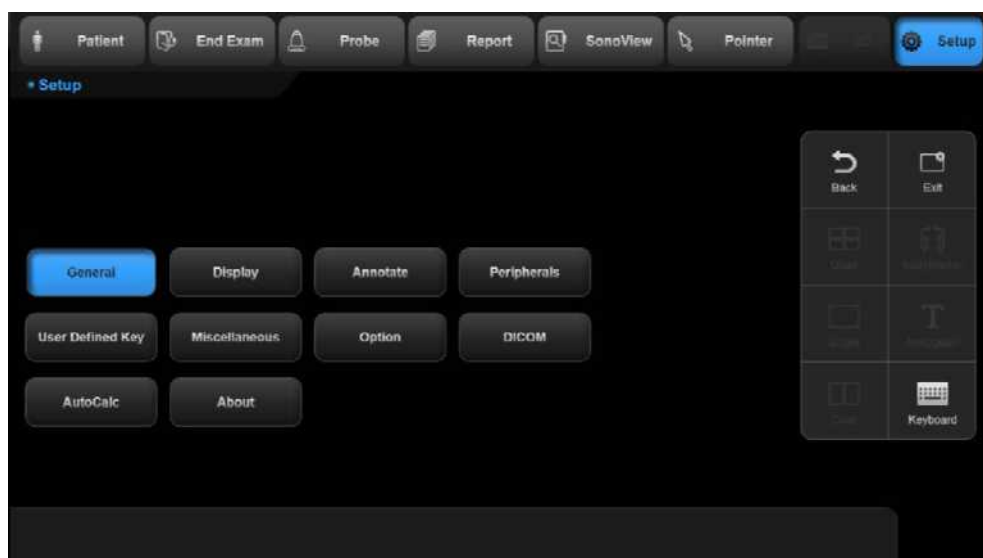 Patient
End Exam
Probe
Report
SonoView
Pointer
Setup
Setup
Back
Exit
General
Display
Annotate
Peripherals
User Defined Key
Miscellaneous
Option
DICOM
AutoCalc
About
Keyboard